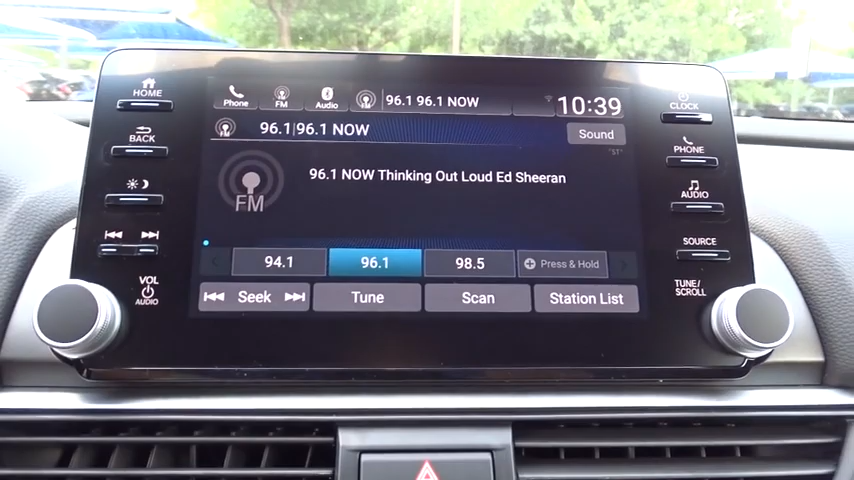 HOME
BACK
VOL
AUDIO
Phone
FM
Audio
96.1 96.1 NOW
10:39
FM
96.1|96.1 NOW
Sound
"ST"
FM
96.1 NOW Thinking Out Loud Ed Sheeran
94.1
96.1
98.5
Press & Hold
Seek
Tune
Scan
Station List
CLOCK
PHONE
AUDIO
SOURCE
TUNE/
SCROLL